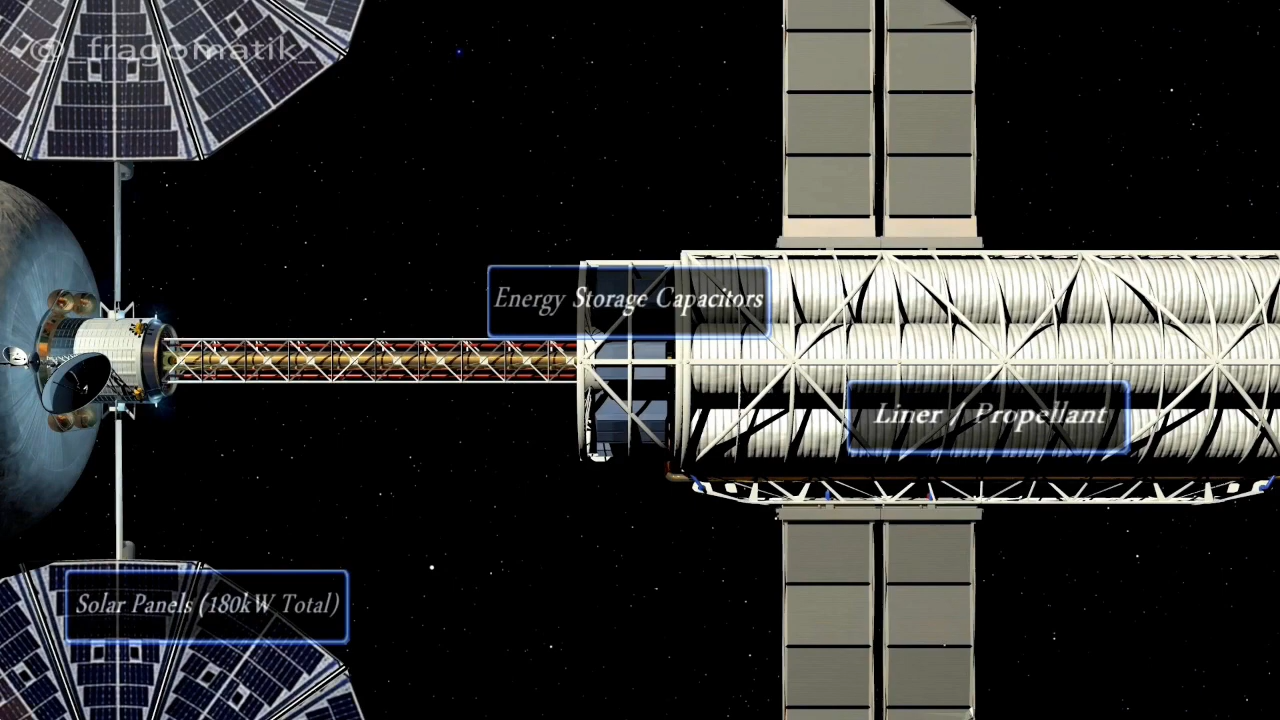 @_fragomatik_
Energy Storage Capacitors
Liner / Propellant
Solar Panels (180kW Total)